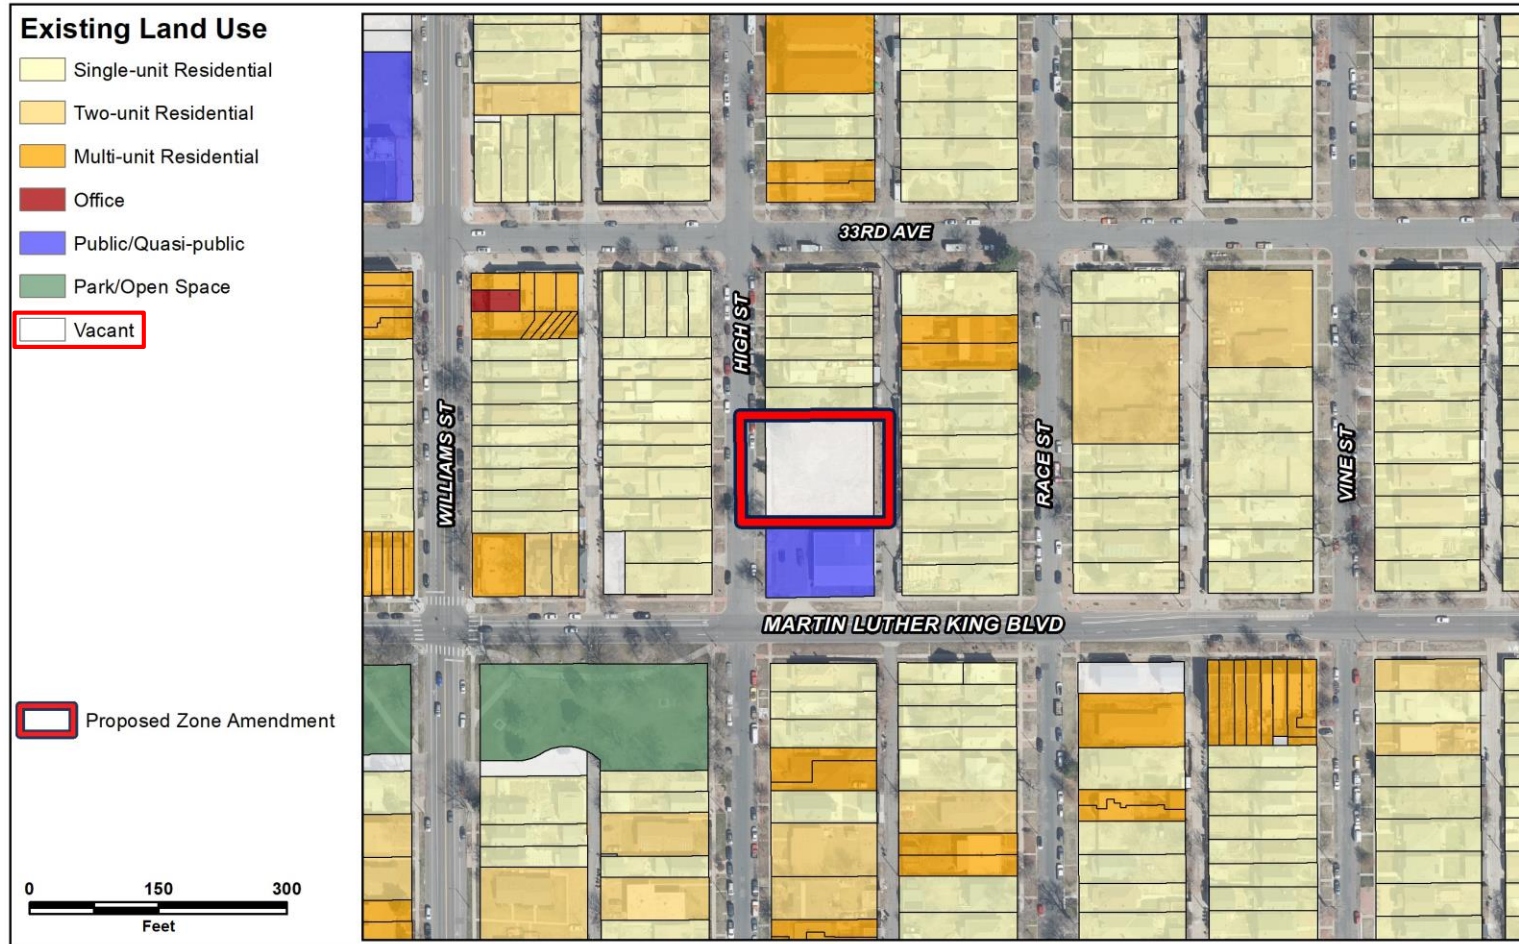 Existing Land Use
Single-unit Residential
Two-unit Residential
Multi-unit Residential
Office
Public/Quasi-public
Park/Open Space
Vacant
Proposed Zone Amendment
0 150 300
Feet
33RD AVE
HIGH ST
WILLIAMS ST
RACE ST
VINE ST
MARTIN LUTHER KING BLVD